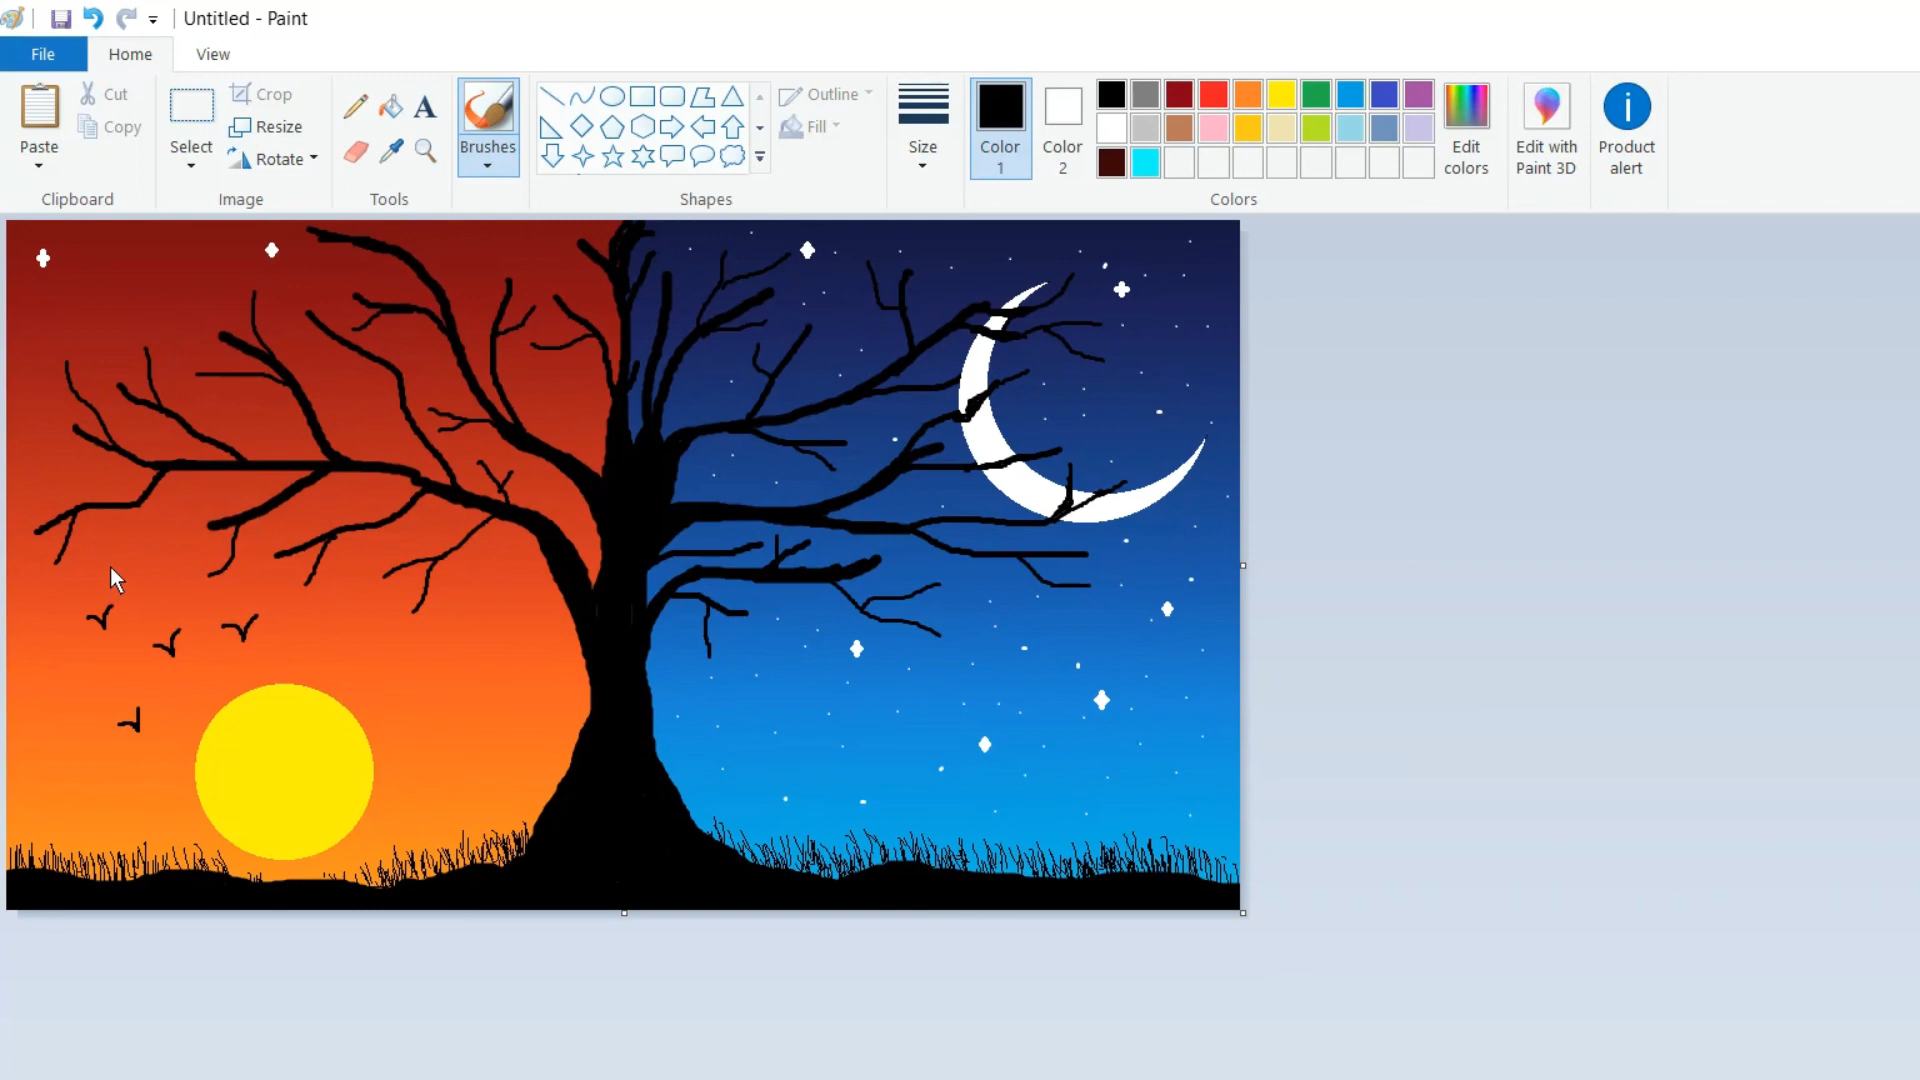 Untitled - Paint
File Home View
Paste
Cut
Copy
Clipboard
Select
Crop
Resize
Rotate
Image
A
Tools
Brushes
Shapes
Outline
Fill
Size
Color
1
Color
2
Edit
colors
Colors
Edit with
Paint 3D
i
Product
alert